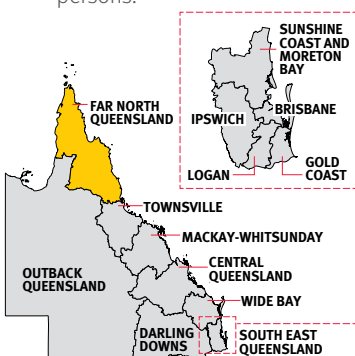 persons.
SUNSHINE
COAST AND
MORETON
BAY
BRISBANE
IPSWICH
LOGAN
GOLD
COAST
FAR NORTH
QUEENSLAND
TOWNSVILLE
MACKAY-WHITSUNDAY
CENTRAL
QUEENSLAND
OUTBACK
QUEENSLAND
WIDE BAY
DARLING
DOWNS
SOUTH EAST
QUEENSLAND